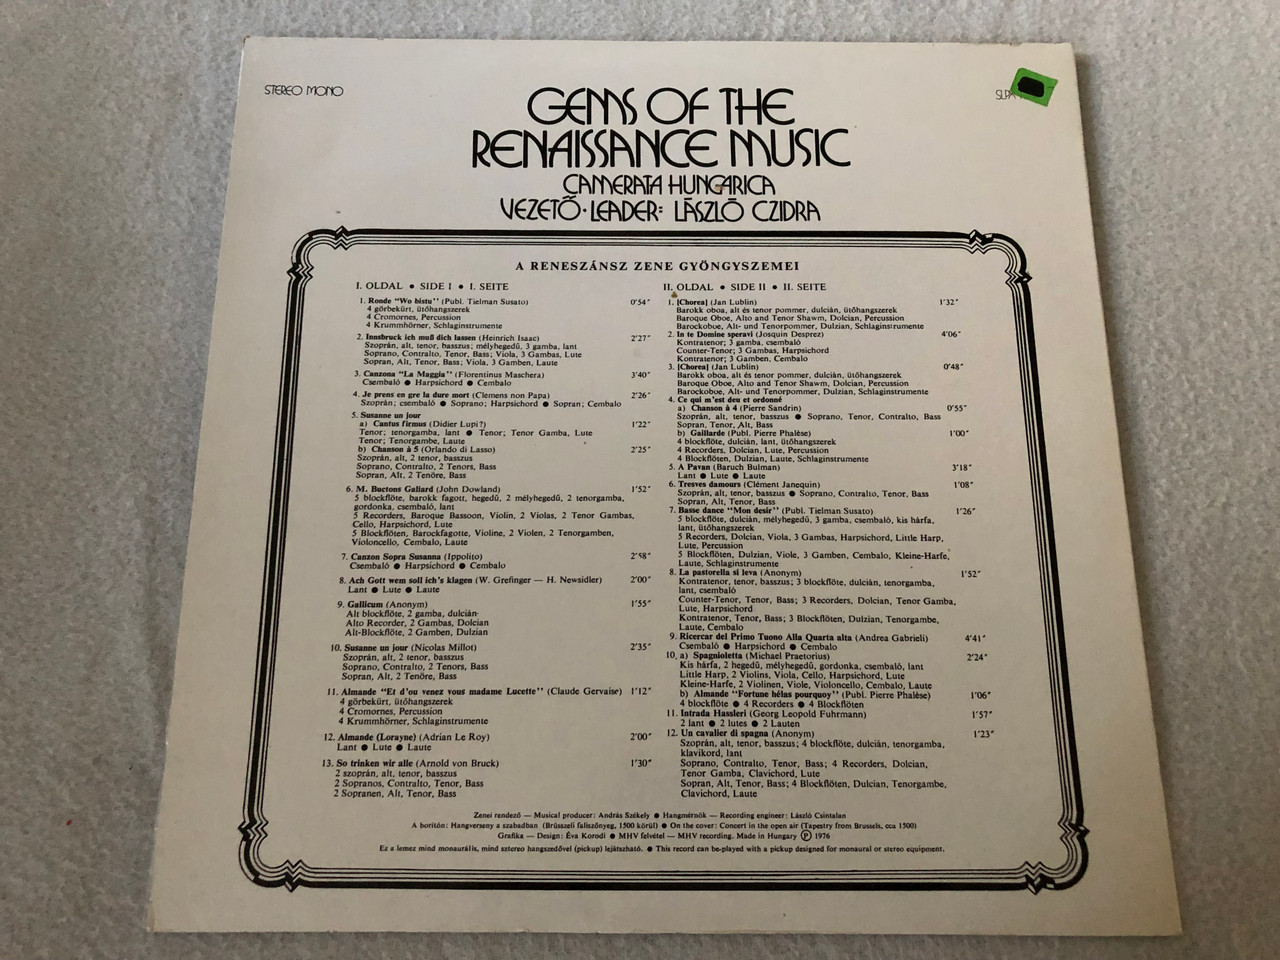 STEREO MONO
SLPX
GEMS OF THE
RENAISSANCE MUSIC
CAMERATA HUNGARICA
VEZETŐ · LEADER: LÁSZLÓ CZIDRA
A RENESZÁNSZ ZENE GYÖNGYSZEMEI
I. OLDAL ● SIDE I ● I. SEITE
1. Ronde "Wo bistu" (Publ. Tielman Susato) 0'54"
4 görbekürt, ütőhangszerek
4 Cromornes, Percussion
4 Krummhörner, Schlaginstrumente
2. Innsbruck ich muß dich lassen (Heinrich Isaac) 2'27"
Szoprán, alt, tenor, basszus; mélyhegedű, 3 gamba, lant
Soprano, Contralto, Tenor, Bass; Viola, 3 Gambas, Lute
Sopran, Alt, Tenor, Bass; Viola, 3 Gamben, Laute
3. Canzona "La Maggia" (Florentinus Maschera) 3'40"
Csembaló ● Harpsichord ● Cembalo
4. Je prens en gre la dure mort (Clemens non Papa) 2'26"
Szoprán; csembaló ● Soprano; Harpsichord ● Sopran; Cembalo
5. Susanne un jour
a) Cantus firmus (Didier Lupi?) 1'22"
Tenor; tenorgamba, lant ● Tenor; Tenor Gamba, Lute
Tenor; Tenorgambe, Laute
b) Chanson à 5 (Orlando di Lasso) 2'25"
Szoprán, alt, 2 tenor, basszus
Soprano, Contralto, 2 Tenors, Bass
Sopran, Alt, 2 Tenöre, Bass
6. M. Buctons Galiard (John Dowland) 1'52"
5 blockflöte, barokk fagott, hegedű, 2 mélyhegedű, 2 tenorgamba,
gordonka, csembaló, lant
5 Recorders, Baroque Bassoon, Violin, 2 Violas, 2 Tenor Gambas,
Cello, Harpsichord, Lute
5 Blockflöten, Barockfagotte, Violine, 2 Violen, 2 Tenorgamben,
Violoncello, Cembalo, Laute
7. Canzon Sopra Susanna (Ippolito) 2'58"
Csembaló ● Harpsichord ● Cembalo
8. Ach Gott wem soll ich's klagen (W. Grefinger — H. Newsidler) 2'00"
Lant ● Lute ● Laute
9. Gallicum (Anonym) 1'55"
Alt blockflöte, 2 gamba, dulcián
Alto Recorder, 2 Gambas, Dolcian
Alt-Blockflöte, 2 Gamben, Dulzian
10. Susanne un jour (Nicolas Millot) 2'35"
Szoprán, alt, 2 tenor, basszus
Soprano, Contralto, 2 Tenors, Bass
Sopran, Alt, 2 Tenöre, Bass
11. Almande "Et d'ou venez vous madame Lucette" (Claude Gervaise) 1'12"
4 görbekürt, ütőhangszerek
4 Cromornes, Percussion
4 Krummhörner, Schlaginstrumente
12. Almande (Lorayne) (Adrian Le Roy) 2'00"
Lant ● Lute ● Laute
13. So trinken wir alle (Arnold von Bruck) 1'30"
2 szoprán, alt, tenor, basszus
2 Sopranos, Contralto, Tenor, Bass
2 Sopranen, Alt, Tenor, Bass
II. OLDAL ● SIDE II ● II. SEITE
1. [Chorea] (Jan Lublin) 1'32"
Barokk oboa, alt és tenor pommer, dulcián, ütőhangszerek
Baroque Oboe, Alto and Tenor Shawm, Dolcian, Percussion
Barockoboe, Alt- und Tenorpommer, Dulzian, Schlaginstrumente
2. In te Domine speravi (Josquin Desprez) 4'06"
Kontratenor; 3 gamba, csembaló
Counter-Tenor; 3 Gambas, Harpsichord
Kontratenor; 3 Gamben, Cembalo
3. [Chorea] (Jan Lublin) 0'48"
Barokk oboa, alt és tenor pommer, dulcián, ütőhangszerek
Baroque Oboe, Alto and Tenor Shawm, Dolcian, Percussion
Barockoboe, Alt- und Tenorpommer, Dulzian, Schlaginstrumente
4. Ce qui m'est deu et ordonné
a) Chanson à 4 (Pierre Sandrin) 0'55"
Szoprán, alt, tenor, basszus ● Soprano, Tenor, Contralto, Bass
Sopran, Tenor, Alt, Bass
b) Gaillarde (Publ. Pierre Phalèse) 1'00"
4 blockflöte, dulcián, lant, ütőhangszerek
4 Recorders, Dolcian, Lute, Percussion
4 Blockflöten, Dulzian, Laute, Schlaginstrumente
5. A Pavan (Baruch Bulman) 3'18"
Lant ● Lute ● Laute
6. Tresves damours (Clément Janequin) 1'08"
Szoprán, alt, tenor, basszus ● Soprano, Contralto, Tenor, Bass
Sopran, Alt, Tenor, Bass
7. Basse dance "Mon desir" (Publ. Tielman Susato) 1'26"
5 blockflöte, dulcián, mélyhegedű, 3 gamba, csembaló, kis hárfa,
lant, ütőhangszerek
5 Recorders, Dolcian, Viola, 3 Gambas, Harpsichord, Little Harp,
Lute, Percussion
5 Blockflöten, Dulzian, Viole, 3 Gamben, Cembalo, Kleine-Harfe,
Laute, Schlaginstrumente
8. La pastorella si leva (Anonym) 1'52"
Kontratenor, tenor, basszus; 3 blockflöte, dulcián, tenorgamba,
lant, csembaló
Counter-Tenor, Tenor, Bass; 3 Recorders, Dolcian, Tenor Gamba,
Lute, Harpsichord
Kontratenor, Tenor, Bass; 3 Blockflöten, Dulzian, Tenorgambe,
Laute, Cembalo
9. Ricercar del Primo Tuono Alla Quarta alta (Andrea Gabrieli) 4'41"
Csembaló ● Harpsichord ● Cembalo
10. a) Spagnioletta (Michael Praetorius) 2'24"
Kis hárfa, 2 hegedű, mélyhegedű, gordonka, csembaló, lant
Little Harp, 2 Violins, Viola, Cello, Harpsichord, Lute
Kleine-Harfe, 2 Violinen, Viole, Violoncello, Cembalo, Laute
b) Almande "Fortune hélas pourquoy" (Publ. Pierre Phalèse) 1'06"
4 blockflöte ● 4 Recorders ● 4 Blockflöten
11. Intrada Hassleri (Georg Leopold Fuhrmann) 1'57"
2 lant ● 2 lutes ● 2 Lauten
12. Un cavalier di spagna (Anonym) 1'23"
Szoprán, alt, tenor, basszus; 4 blockflöte, dulcián, tenorgamba,
klavikord, lant
Soprano, Contralto, Tenor, Bass; 4 Recorders, Dolcian,
Tenor Gamba, Clavichord, Lute
Sopran, Alt, Tenor, Bass; 4 Blockflöten, Dulcian, Tenorgambe,
Clavichord, Laute
Zenei rendező — Musical producer: András Székely ● Hangmérnök — Recording engineer: László Csintalan
A borítón: Hangverseny a szabadban (Brüsszeli faliszőnyeg, 1500 körül) ● On the cover: Concert in the open air (Tapestry from Brussels, cca 1500)
Grafika — Design: Éva Korodi ● MHV felvétel — MHV recording. Made in Hungary Ⓟ 1976
Ez a lemez mind monaurális, mind sztereo hangszedővel (pickup) lejátszható. ● This record can be played with a pickup designed for monaural or stereo equipment.